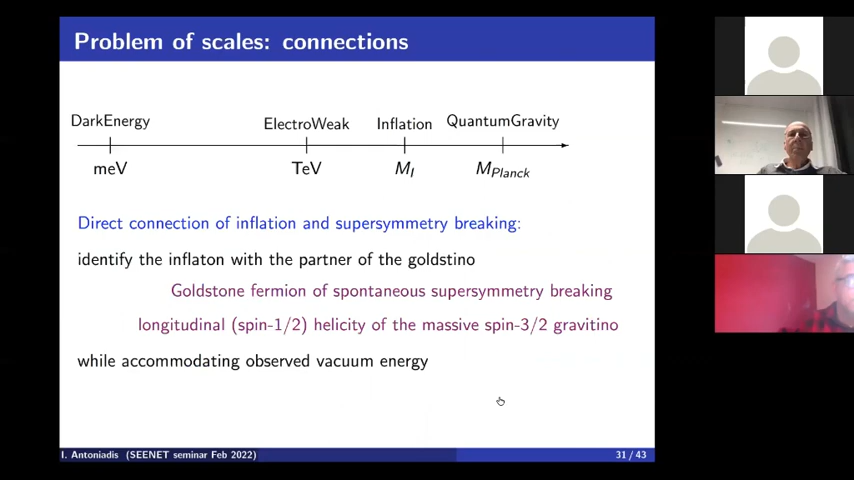 Problem of scales: connections
DarkEnergy ElectroWeak Inflation QuantumGravity
meV TeV M_I M_Planck
Direct connection of inflation and supersymmetry breaking:
identify the inflaton with the partner of the goldstino
Goldstone fermion of spontaneous supersymmetry breaking
longitudinal (spin-1/2) helicity of the massive spin-3/2 gravitino
while accommodating observed vacuum energy
I. Antoniadis (SEENET seminar Feb 2022) 31 / 43